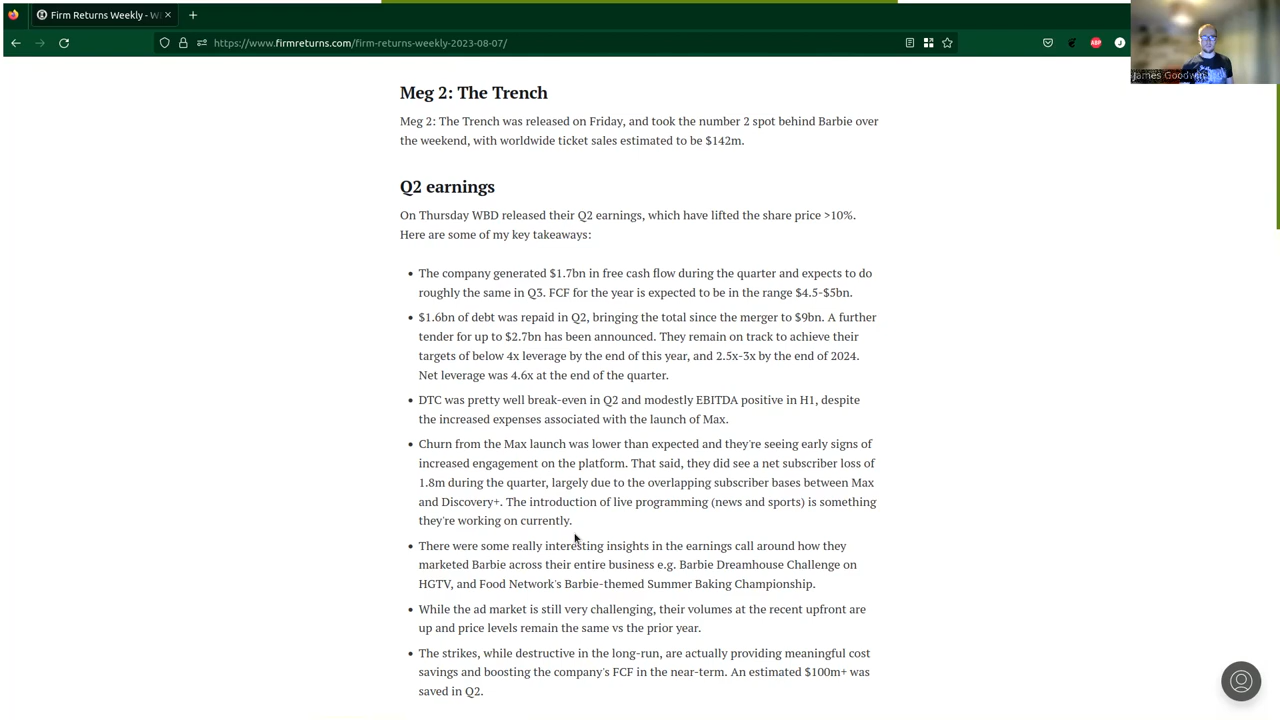 Firm Returns Weekly - W
https://www.firmreturns.com/firm-returns-weekly-2023-08-07/
ABP
J
James Goodwin
Meg 2: The Trench
Meg 2: The Trench was released on Friday, and took the number 2 spot behind Barbie over
the weekend, with worldwide ticket sales estimated to be $142m.
Q2 earnings
On Thursday WBD released their Q2 earnings, which have lifted the share price >10%.
Here are some of my key takeaways:
• The company generated $1.7bn in free cash flow during the quarter and expects to do
roughly the same in Q3. FCF for the year is expected to be in the range $4.5-$5bn.
• $1.6bn of debt was repaid in Q2, bringing the total since the merger to $9bn. A further
tender for up to $2.7bn has been announced. They remain on track to achieve their
targets of below 4x leverage by the end of this year, and 2.5x-3x by the end of 2024.
Net leverage was 4.6x at the end of the quarter.
• DTC was pretty well break-even in Q2 and modestly EBITDA positive in H1, despite
the increased expenses associated with the launch of Max.
• Churn from the Max launch was lower than expected and they're seeing early signs of
increased engagement on the platform. That said, they did see a net subscriber loss of
1.8m during the quarter, largely due to the overlapping subscriber bases between Max
and Discovery+. The introduction of live programming (news and sports) is something
they're working on currently.
• There were some really interesting insights in the earnings call around how they
marketed Barbie across their entire business e.g. Barbie Dreamhouse Challenge on
HGTV, and Food Network's Barbie-themed Summer Baking Championship.
• While the ad market is still very challenging, their volumes at the recent upfront are
up and price levels remain the same vs the prior year.
• The strikes, while destructive in the long-run, are actually providing meaningful cost
savings and boosting the company's FCF in the near-term. An estimated $100m+ was
saved in Q2.